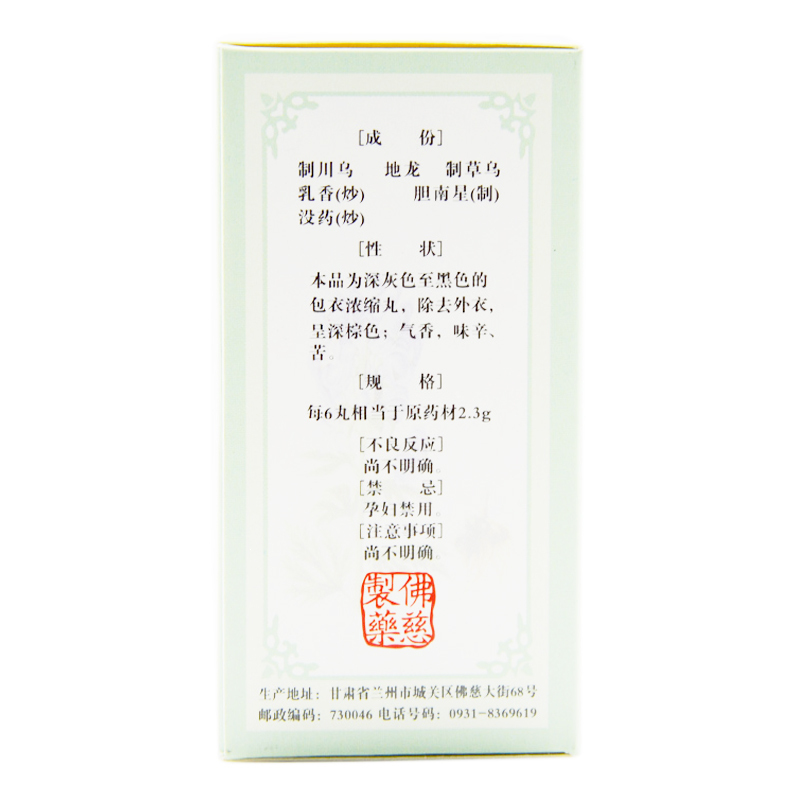 [成 份]
制川乌 地龙 制草乌
乳香(炒) 胆南星(制)
没药(炒)
[性 状]
本品为深灰色至黑色的
包衣浓缩丸，除去外衣，
呈深棕色；气香，味辛、
苦。
[规 格]
每6丸相当于原药材2.3g
[不良反应]
尚不明确。
[禁 忌]
孕妇禁用。
[注意事项]
尚不明确。
佛慈
製藥
生产地址：甘肃省兰州市城关区佛慈大街68号
邮政编码：730046 电话号码：0931-8369619